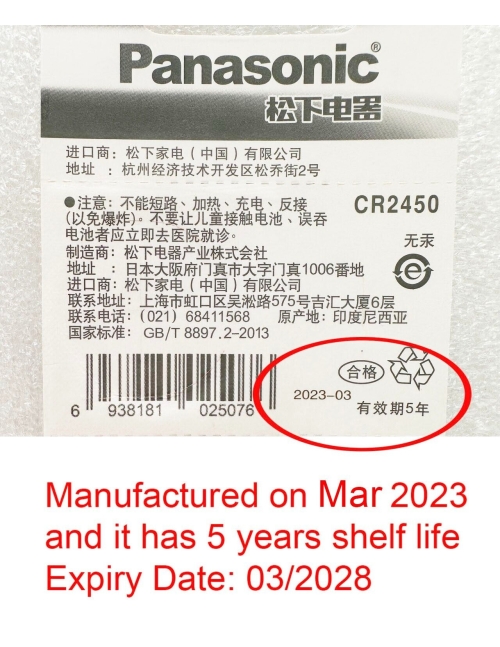 Panasonic®
松下电器
进口商：松下家电（中国）有限公司
地址 ：杭州经济技术开发区松乔街2号
●注意：不能短路、加热、充电、反接
(以免爆炸)。不要让儿童接触电池、误吞
电池者应立即去医院就诊。
CR2450
无汞
制造商：松下电器产业株式会社
地址 ：日本大阪府门真市大字门真1006番地
进口商：松下家电（中国）有限公司
联系地址：上海市虹口区吴淞路575号吉汇大厦6层
联系电话：(021) 68411568 原产地：印度尼西亚
国家标准：GB/T 8897.2-2013
合格
2023-03
有效期5年
6 938181 025076
Manufactured on Mar 2023
and it has 5 years shelf life
Expiry Date: 03/2028